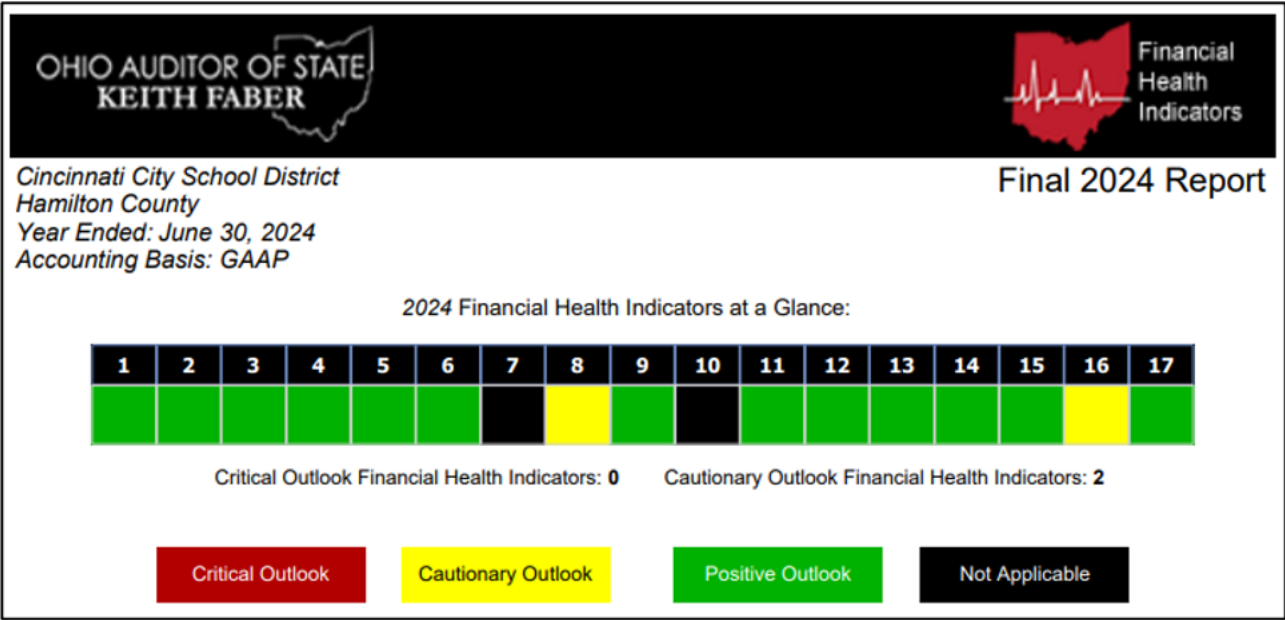 OHIO AUDITOR OF STATE
KEITH FABER
Financial
Health
Indicators
Cincinnati City School District
Hamilton County
Year Ended: June 30, 2024
Accounting Basis: GAAP
Final 2024 Report
2024 Financial Health Indicators at a Glance:
1 2 3 4 5 6 7 8 9 10 11 12 13 14 15 16 17
Critical Outlook Financial Health Indicators: 0 Cautionary Outlook Financial Health Indicators: 2
Critical Outlook Cautionary Outlook Positive Outlook Not Applicable